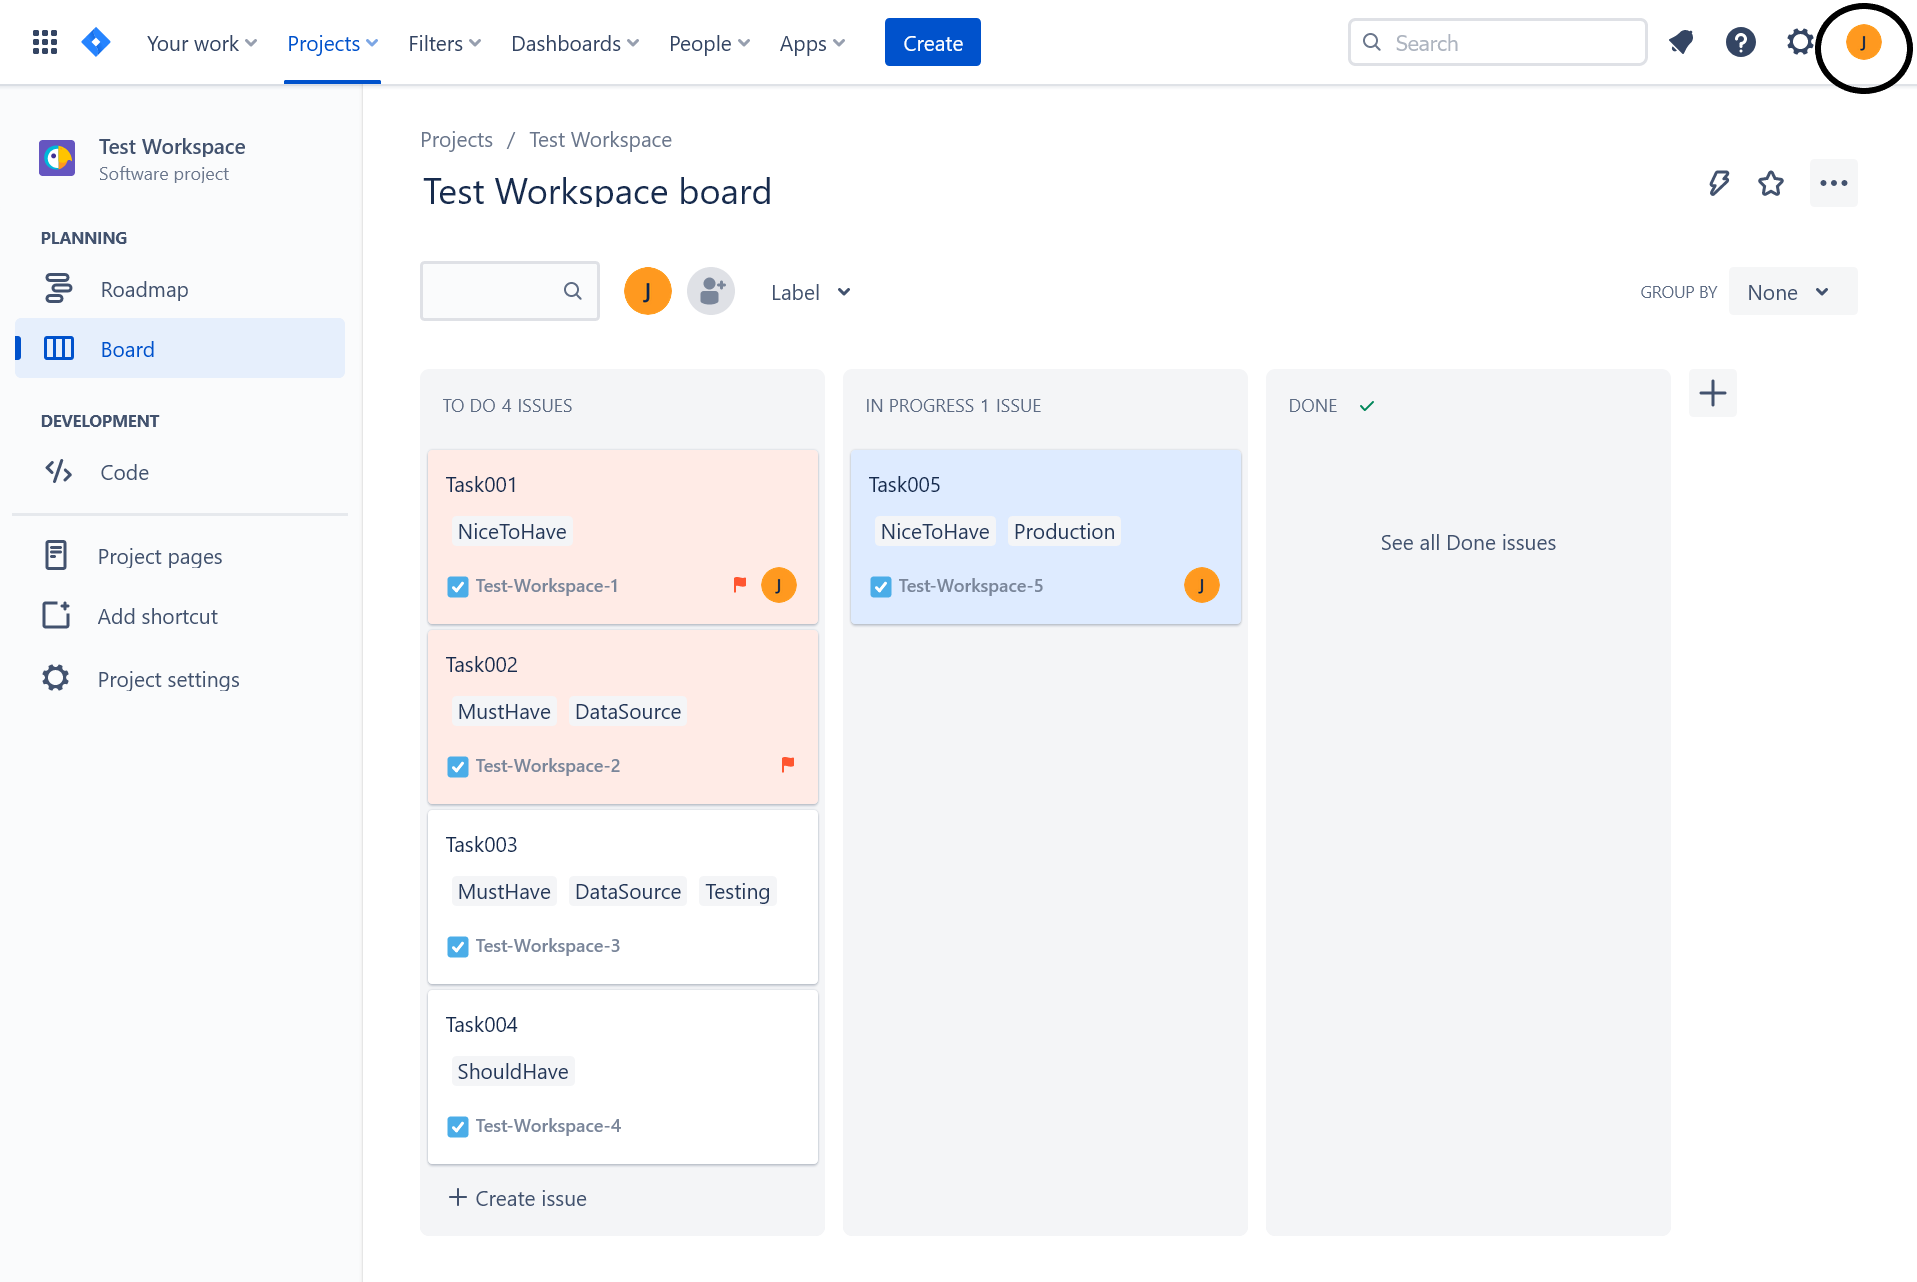 Your work Projects Filters Dashboards People Apps Create Search ? J
Test Workspace
Software project
PLANNING
Roadmap
Board
DEVELOPMENT
Code
Project pages
Add shortcut
Project settings
Projects / Test Workspace
Test Workspace board
J Label GROUP BY None
TO DO 4 ISSUES
Task001
NiceToHave
Test-Workspace-1 J
Task002
MustHave DataSource
Test-Workspace-2
Task003
MustHave DataSource Testing
Test-Workspace-3
Task004
ShouldHave
Test-Workspace-4
+ Create issue
IN PROGRESS 1 ISSUE
Task005
NiceToHave Production
Test-Workspace-5 J
DONE
See all Done issues